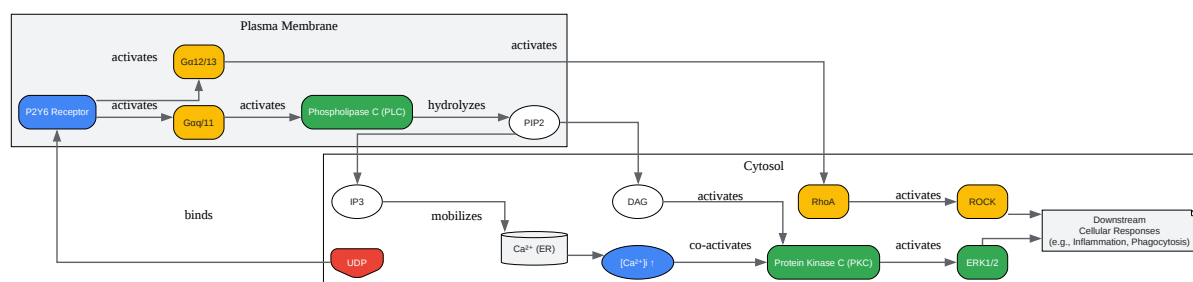 Plasma Membrane
activates
activates
Gα12/13
P2Y6 Receptor
activates
Gαq/11
activates
Phospholipase C (PLC)
hydrolyzes
PIP2
Cytosol
IP3
mobilizes
DAG
activates
RhoA
activates
ROCK
binds
Downstream
Cellular Responses
(e.g., Inflammation, Phagocytosis)
UDP
Ca²⁺ (ER)
[Ca²⁺]i ↑
co-activates
Protein Kinase C (PKC)
activates
ERK1/2